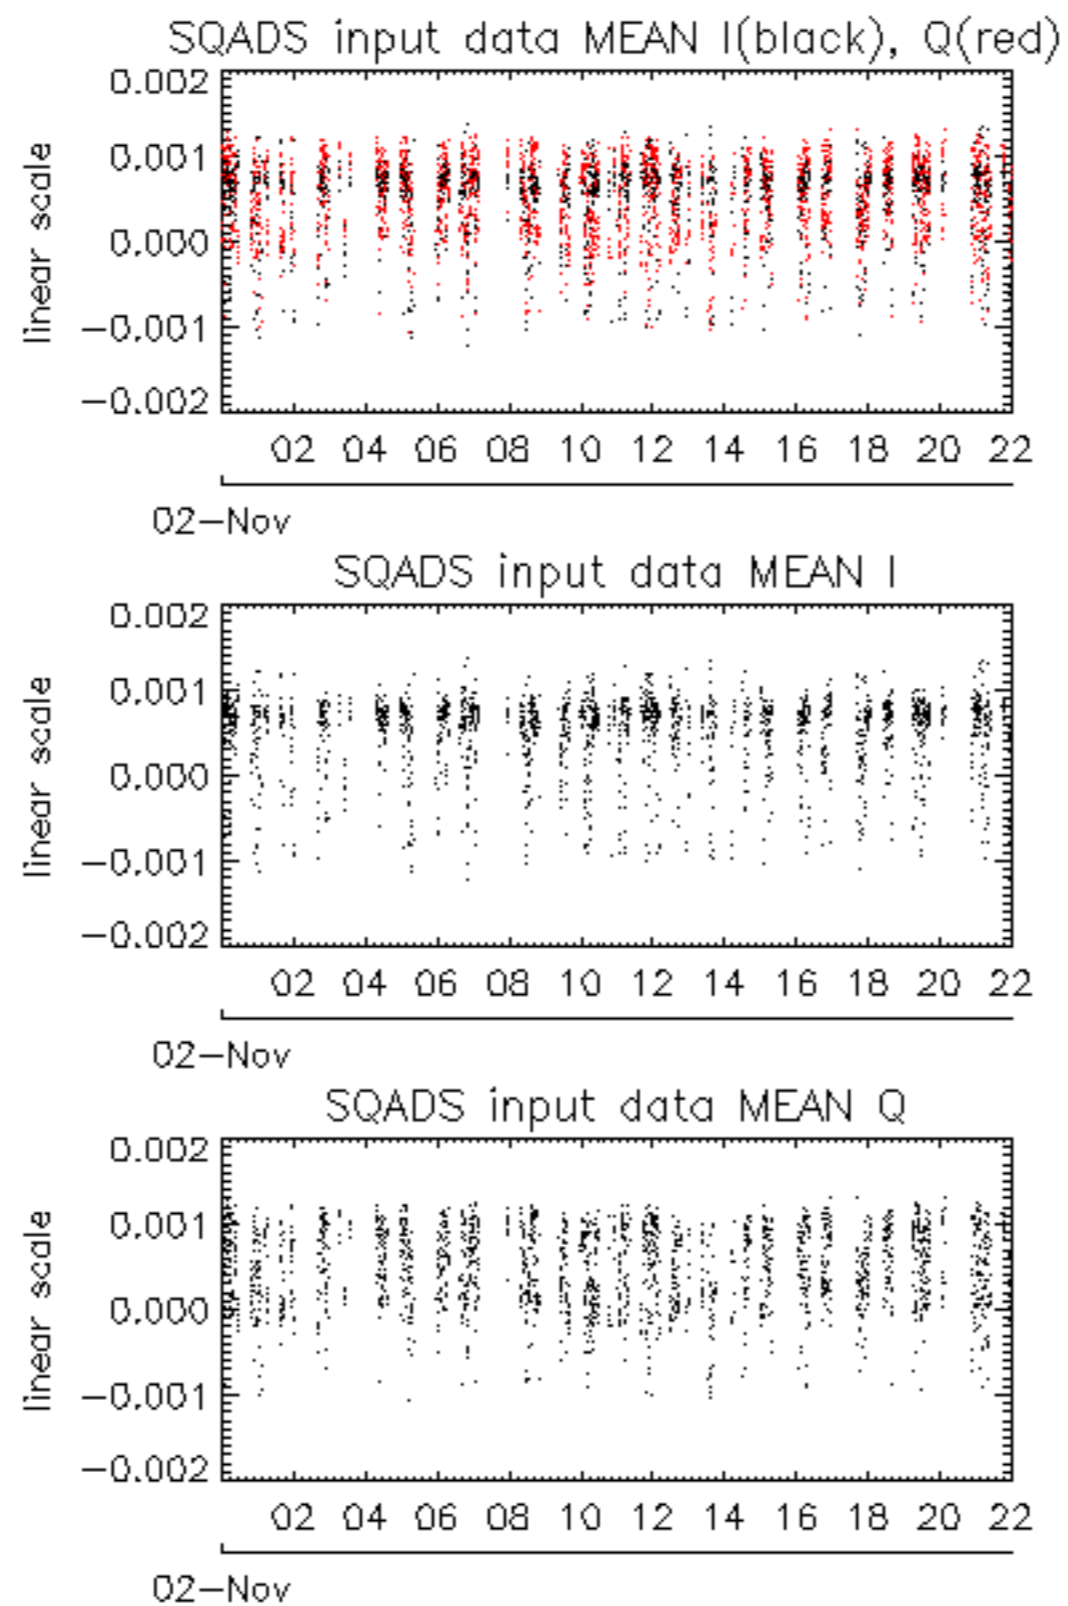 SQADS input data MEAN I(black), Q(red)
0.002
0.001
0.000
−0.001
−0.002
linear scale
02 04 06 08 10 12 14 16 18 20 22
02−Nov
SQADS input data MEAN I
0.002
0.001
0.000
−0.001
−0.002
linear scale
02 04 06 08 10 12 14 16 18 20 22
02−Nov
SQADS input data MEAN Q
0.002
0.001
0.000
−0.001
−0.002
linear scale
02 04 06 08 10 12 14 16 18 20 22
02−Nov